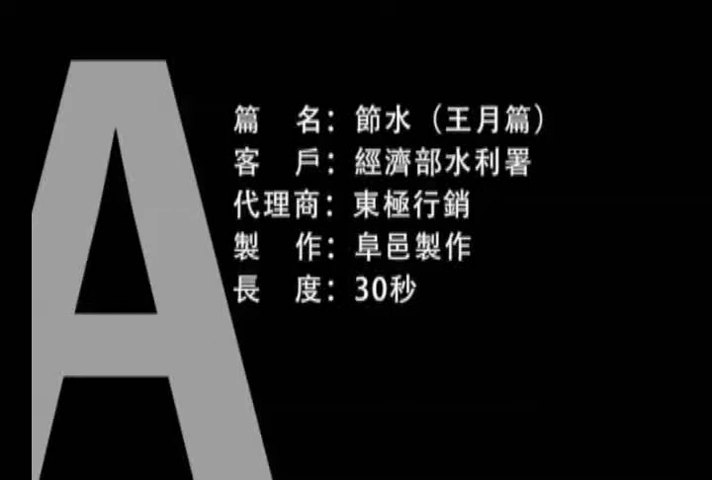 A
篇　名：節水（王月篇）
客　戶：經濟部水利署
代理商：東極行銷
製　作：阜邑製作
長　度：30秒